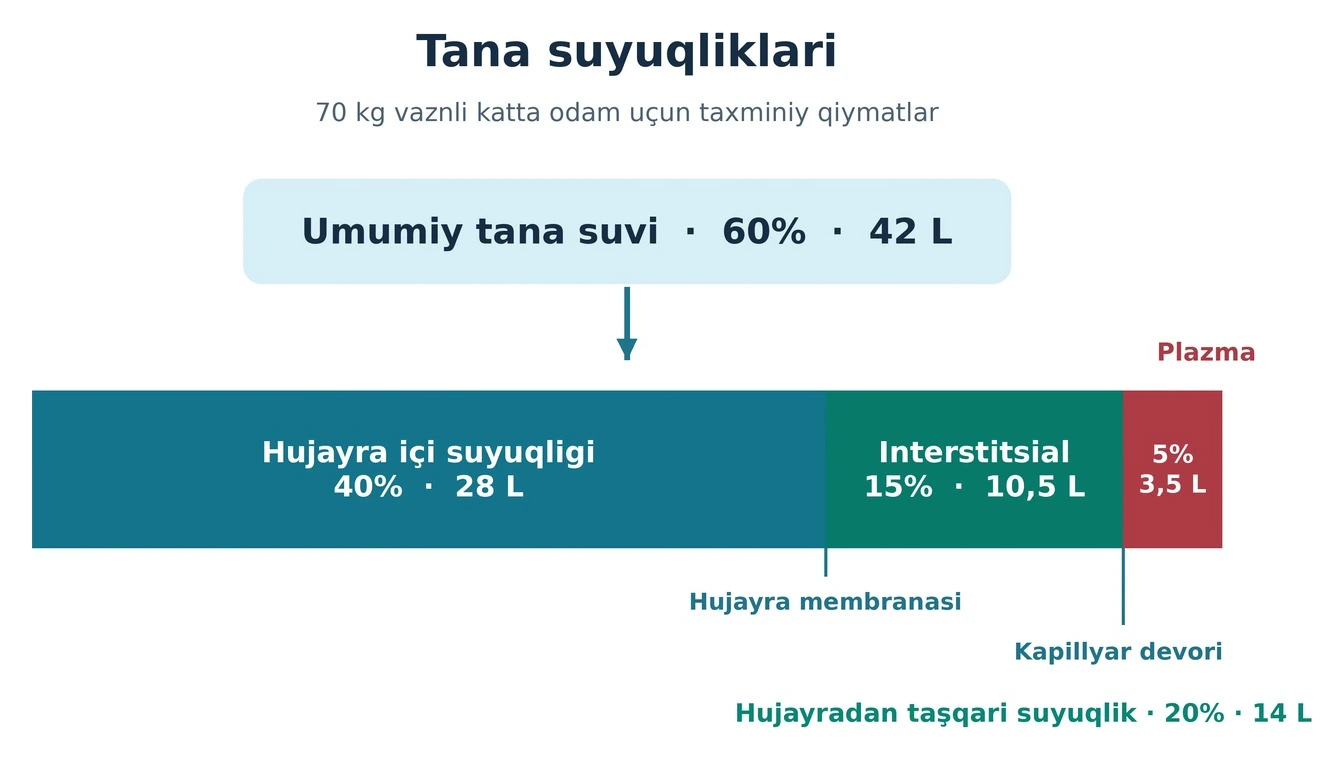 Tana suyuqliklari
70 kg vaznli katta odam uçun taxminiy qiymatlar
Umumiy tana suvi · 60% · 42 L
Plazma
Hujayra içi suyuqligi
40% · 28 L
Interstitsial
15% · 10,5 L
5%
3,5 L
Hujayra membranasi
Kapillyar devori
Hujayradan taşqari suyuqlik · 20% · 14 L